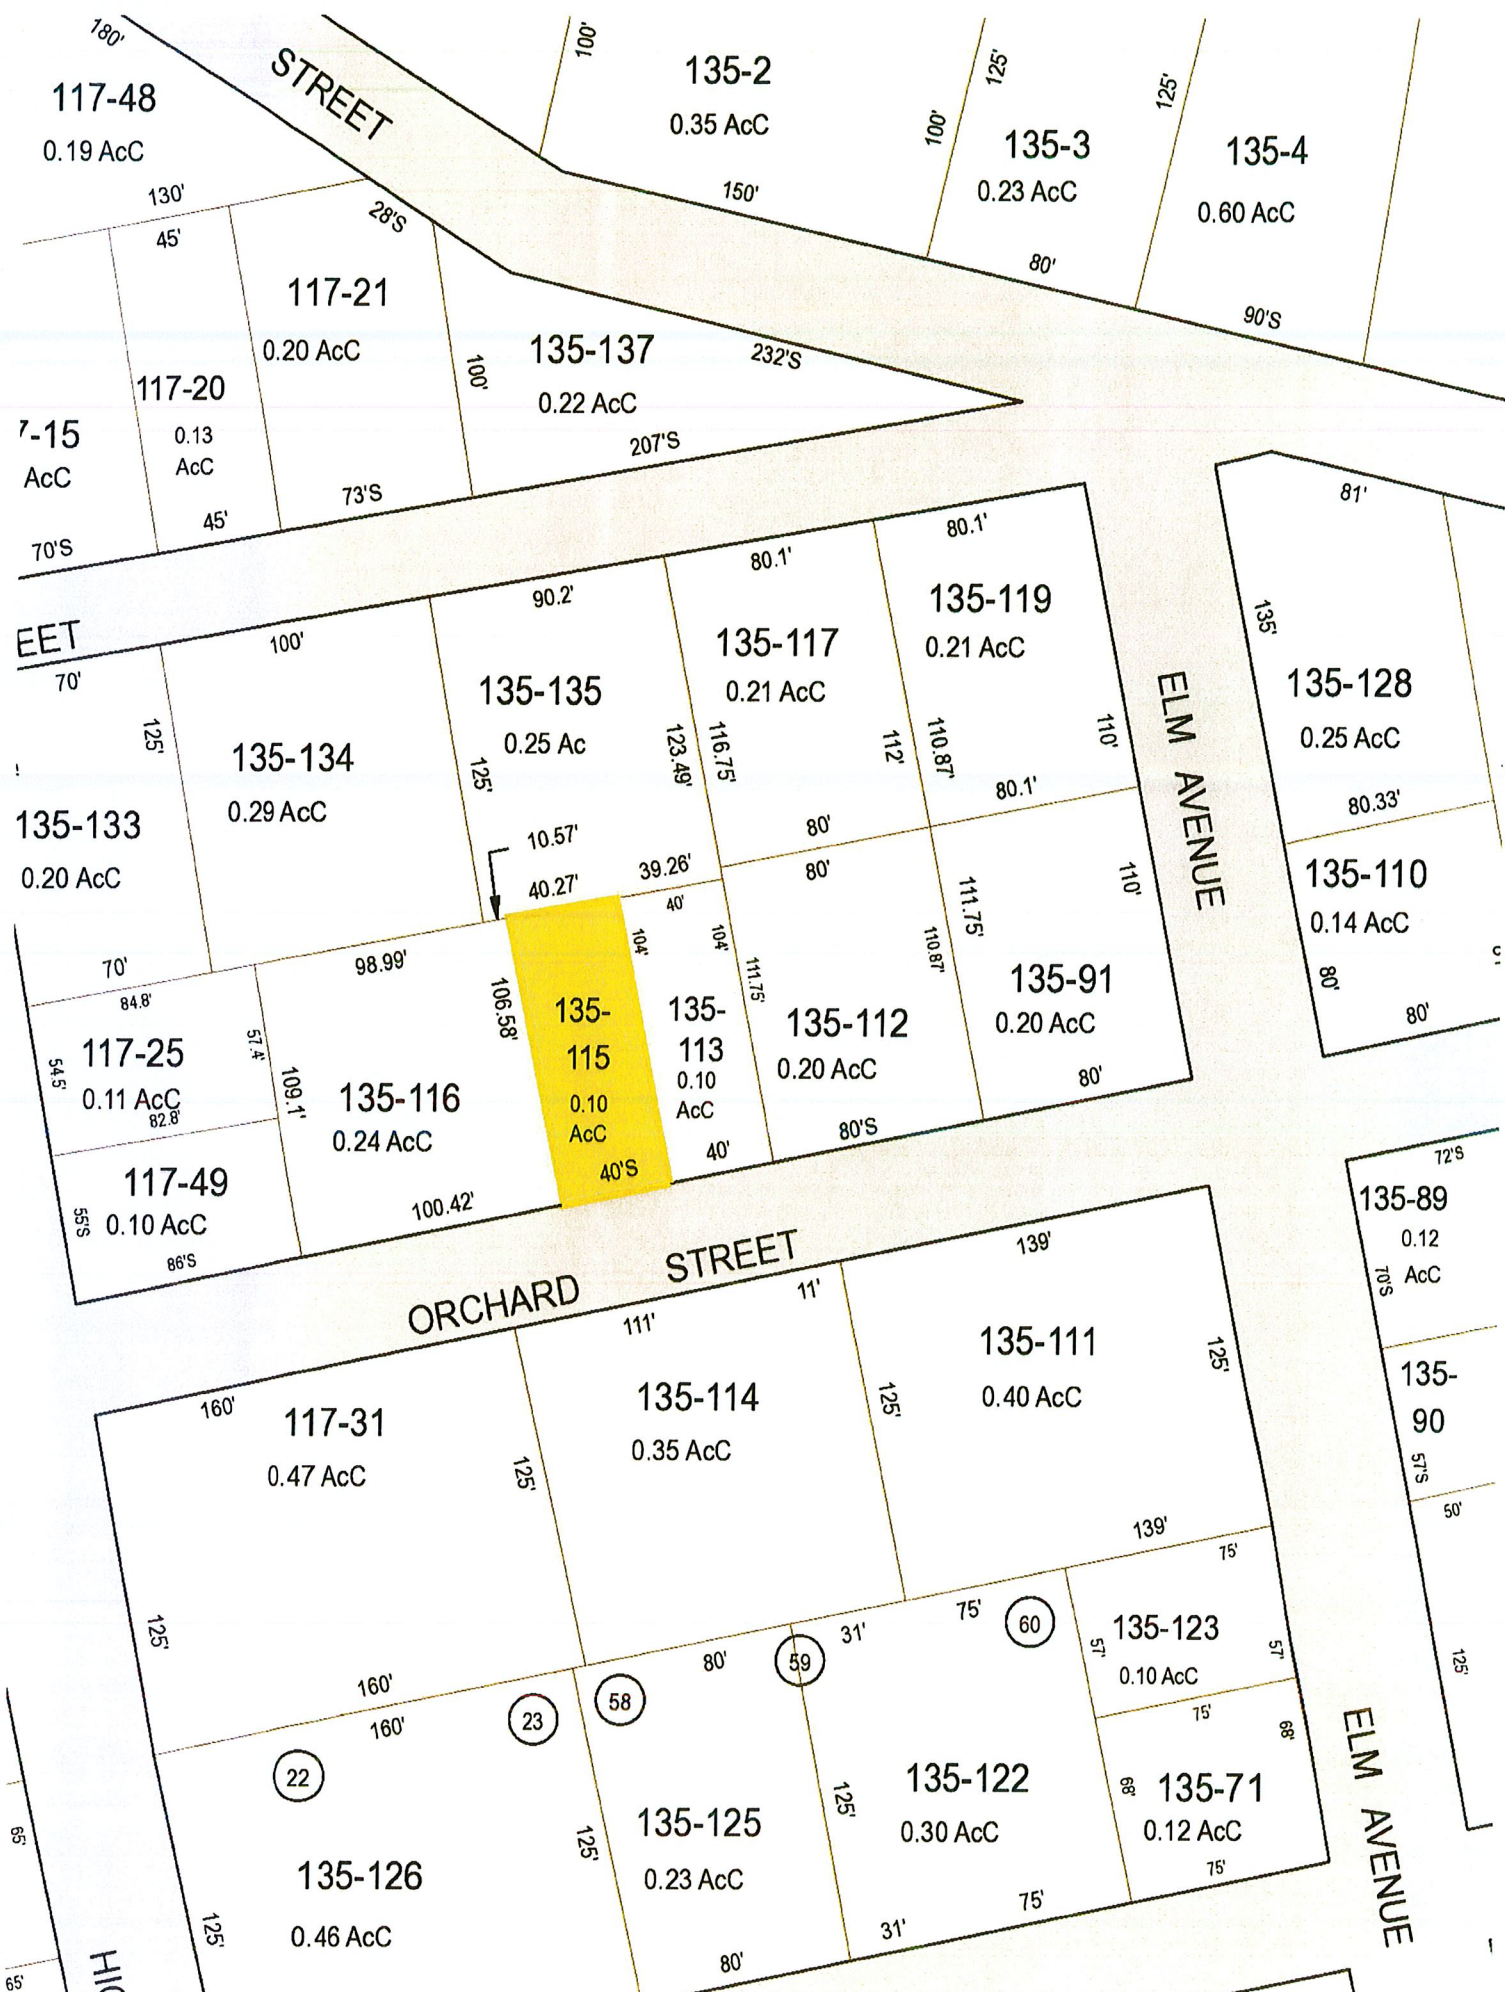 180'
STREET
117-48
0.19 AcC
130'
100'
135-2
0.35 AcC
150'
100'
125'
135-3
0.23 AcC
80'
125'
135-4
0.60 AcC
90'S
45'
28'S
117-21
0.20 AcC
100'
135-137
0.22 AcC
232'S
207'S
117-20
0.13
AcC
45'
73'S
7-15
AcC
70'S
EET
70'
100'
90.2'
80.1'
80.1'
81'
125'
135-134
0.29 AcC
135-133
0.20 AcC
135-135
0.25 Ac
125'
123.49'
116.75'
135-117
0.21 AcC
112'
110.87'
135-119
0.21 AcC
110'
80.1'
ELM AVENUE
135'
135-128
0.25 AcC
80.33'
10.57'
40.27'
39.26'
80'
80'
40'
135-110
0.14 AcC
80'
80'
70'
84.8'
98.99'
117-25
0.11 AcC
54.5'
57.4'
82.8'
109.1'
135-116
0.24 AcC
106.58'
135-
115
0.10
AcC
40'S
104'
104'
135-
113
0.10
AcC
40'
111.75'
135-112
0.20 AcC
80'S
110.87'
111.75'
135-91
0.20 AcC
110'
80'
117-49
0.10 AcC
55'S
86'S
100.42'
ORCHARD STREET
72'S
135-89
0.12
AcC
70'S
160'
117-31
0.47 AcC
111'
11'
139'
135-114
0.35 AcC
125'
125'
135-111
0.40 AcC
125'
135-
90
57'S
50'
125'
125'
160'
160'
80'
31'
75'
139'
75'
22
23
58
59
60
135-123
0.10 AcC
57'
57'
75'
68'
68'
135-71
0.12 AcC
75'
135-122
0.30 AcC
125'
31'
75'
135-125
0.23 AcC
125'
80'
135-126
0.46 AcC
125'
ELM AVENUE
65'
65'
HIG